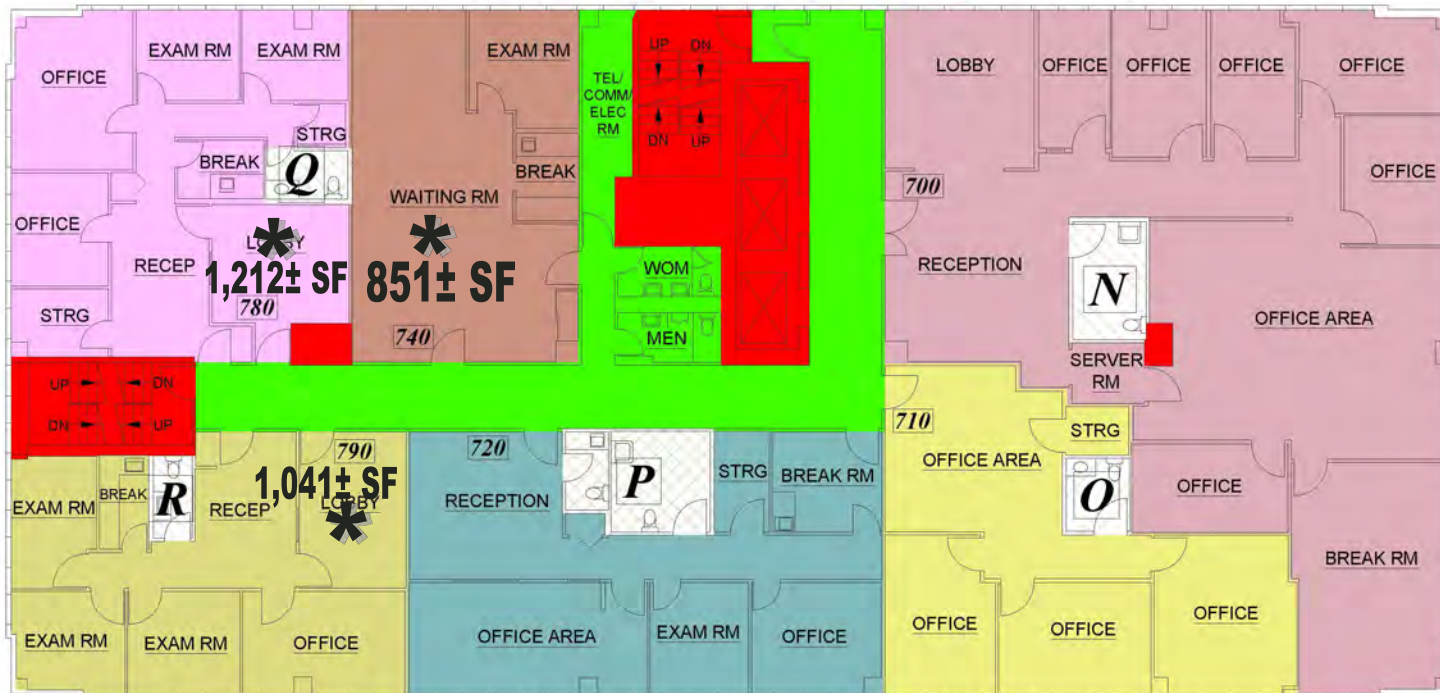 OFFICE
EXAM RM
EXAM RM
STRG
BREAK
Q
OFFICE
RECEP
LOBBY
1,212± SF
780
STRG
EXAM RM
BREAK
WAITING RM
851± SF
740
TEL/
COMM/
ELEC
RM
UP
DN
DN
UP
WOM
MEN
LOBBY
OFFICE
OFFICE
OFFICE
OFFICE
OFFICE
700
RECEPTION
N
OFFICE AREA
SERVER
RM
OFFICE
BREAK RM
UP
DN
DN
UP
790
1,041± SF
LOBBY
EXAM RM
BREAK
R
RECEP
EXAM RM
EXAM RM
OFFICE
720
RECEPTION
P
STRG
BREAK RM
OFFICE AREA
EXAM RM
OFFICE
710
OFFICE AREA
STRG
O
OFFICE
OFFICE
OFFICE